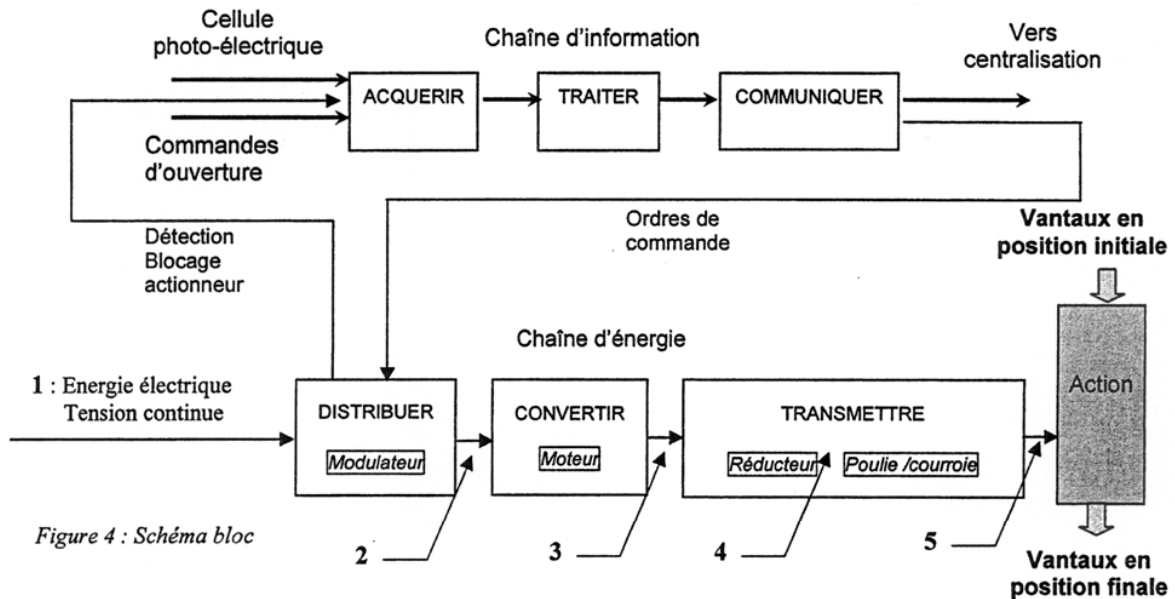 Cellule
photo-électrique
Chaîne d'information
Vers
centralisation
ACQUERIR
TRAITER
COMMUNIQUER
Commandes
d'ouverture
Ordres de
commande
Détection
Blocage
actionneur
Vantaux en
position initiale
Chaîne d'énergie
1 : Energie électrique
Tension continue
DISTRIBUER
Modulateur
CONVERTIR
Moteur
TRANSMETTRE
Réducteur
Poulie /courroie
Action
Figure 4 : Schéma bloc
2
3
4
5
Vantaux en
position finale